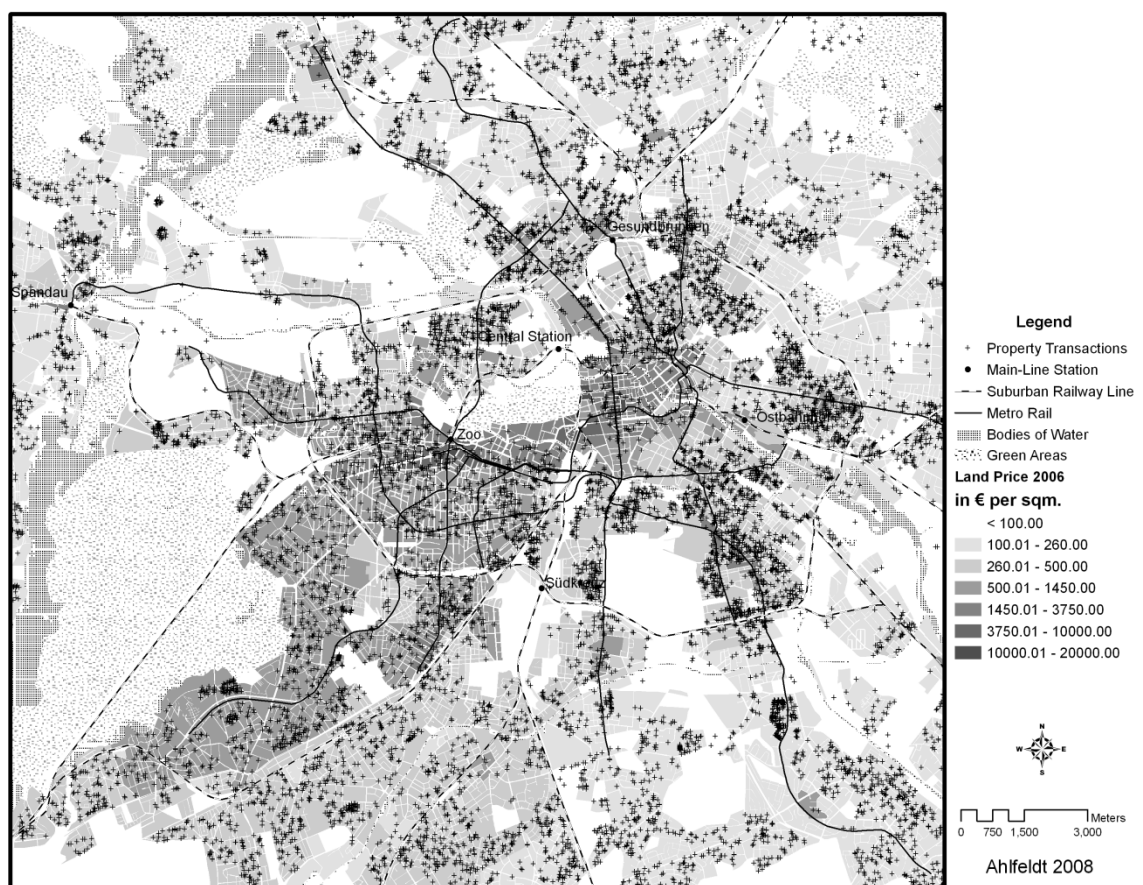 Gesundbrunnen
Spandau
Central Station
Ostbahnhof
Zoo
Südkreuz
Legend
Property Transactions
Main-Line Station
Suburban Railway Line
Metro Rail
Bodies of Water
Green Areas
Land Price 2006
in € per sqm.
< 100.00
100.01 - 260.00
260.01 - 500.00
500.01 - 1450.00
1450.01 - 3750.00
3750.01 - 10000.00
10000.01 - 20000.00
N
W E
S
Meters
0 750 1,500 3,000
Ahlfeldt 2008